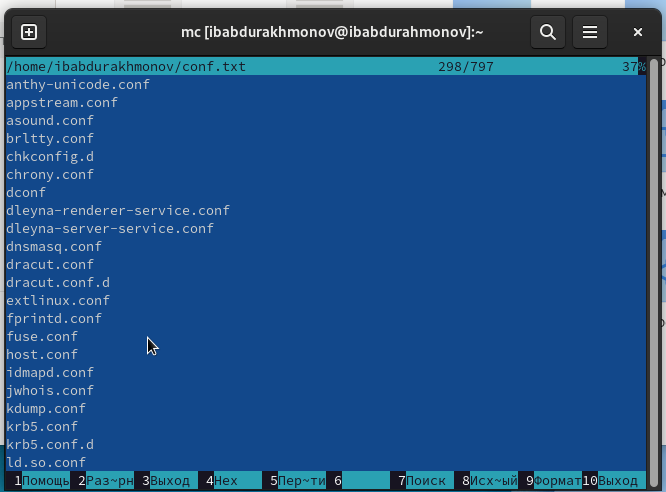 mc [ibabdurakhmonov@ibabdurahmonov]:~
/home/ibabdurakhmonov/conf.txt 298/797 37%
anthy-unicode.conf
appstream.conf
asound.conf
brltty.conf
chkconfig.d
chrony.conf
dconf
dleyna-renderer-service.conf
dleyna-server-service.conf
dnsmasq.conf
dracut.conf
dracut.conf.d
extlinux.conf
fprintd.conf
fuse.conf
host.conf
idmapd.conf
jwhois.conf
kdump.conf
krb5.conf
krb5.conf.d
ld.so.conf
1Помощь 2Раз~рн 3Выход 4Hex 5Пер~ти 6 7Поиск 8Исх~ый 9Формат 10Выход